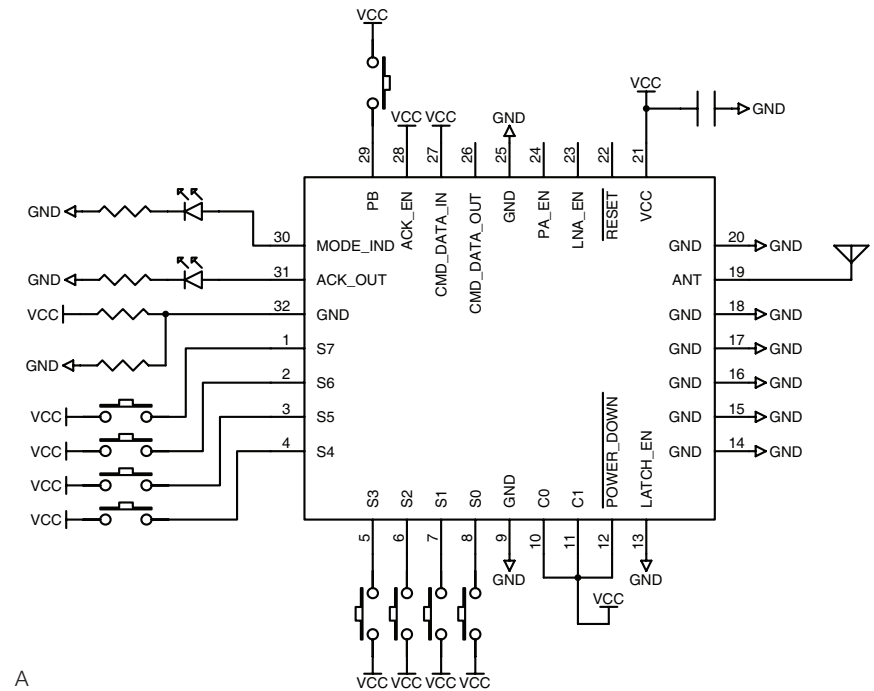 VCC
VCC
VCC
VCC
GND
GND
29
28
27
26
25
24
23
22
21
PB
ACK_EN
CMD_DATA_IN
CMD_DATA_OUT
GND
PA_EN
LNA_EN
RESET
VCC
GND
30
MODE_IND
GND
20
GND
GND
31
ACK_OUT
ANT
19
VCC
32
GND
GND
18
GND
GND
1
S7
GND
17
GND
2
S6
GND
16
GND
VCC
3
S5
GND
15
GND
VCC
4
S4
GND
14
GND
VCC
VCC
S3
S2
S1
S0
GND
C0
C1
POWER_DOWN
LATCH_EN
5
6
7
8
9
10
11
12
13
GND
GND
VCC
VCC
VCC
VCC
VCC
A